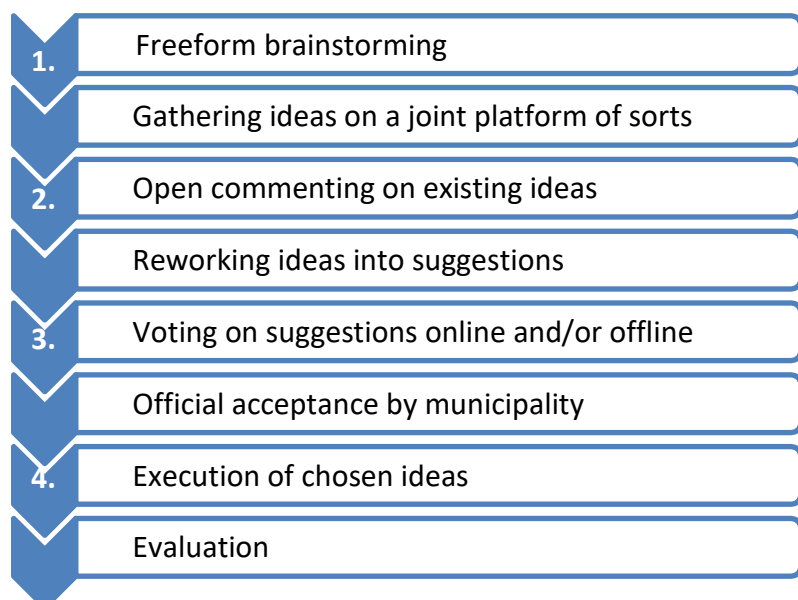 1. Freeform brainstorming
Gathering ideas on a joint platform of sorts
2. Open commenting on existing ideas
Reworking ideas into suggestions
3. Voting on suggestions online and/or offline
Official acceptance by municipality
4. Execution of chosen ideas
Evaluation